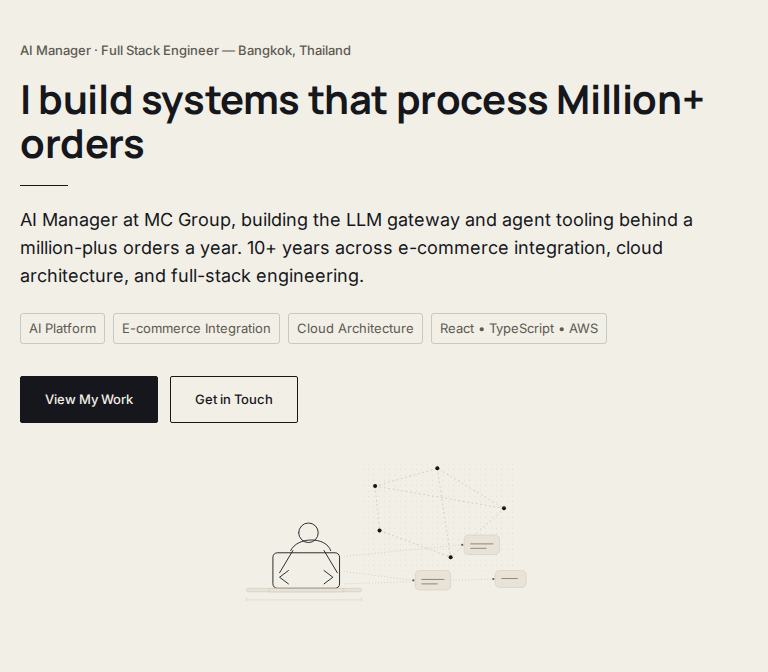 AI Manager · Full Stack Engineer — Bangkok, Thailand
I build systems that process Million+
orders
AI Manager at MC Group, building the LLM gateway and agent tooling behind a
million-plus orders a year. 10+ years across e-commerce integration, cloud
architecture, and full-stack engineering.
AI Platform
E-commerce Integration
Cloud Architecture
React • TypeScript • AWS
View My Work
Get in Touch